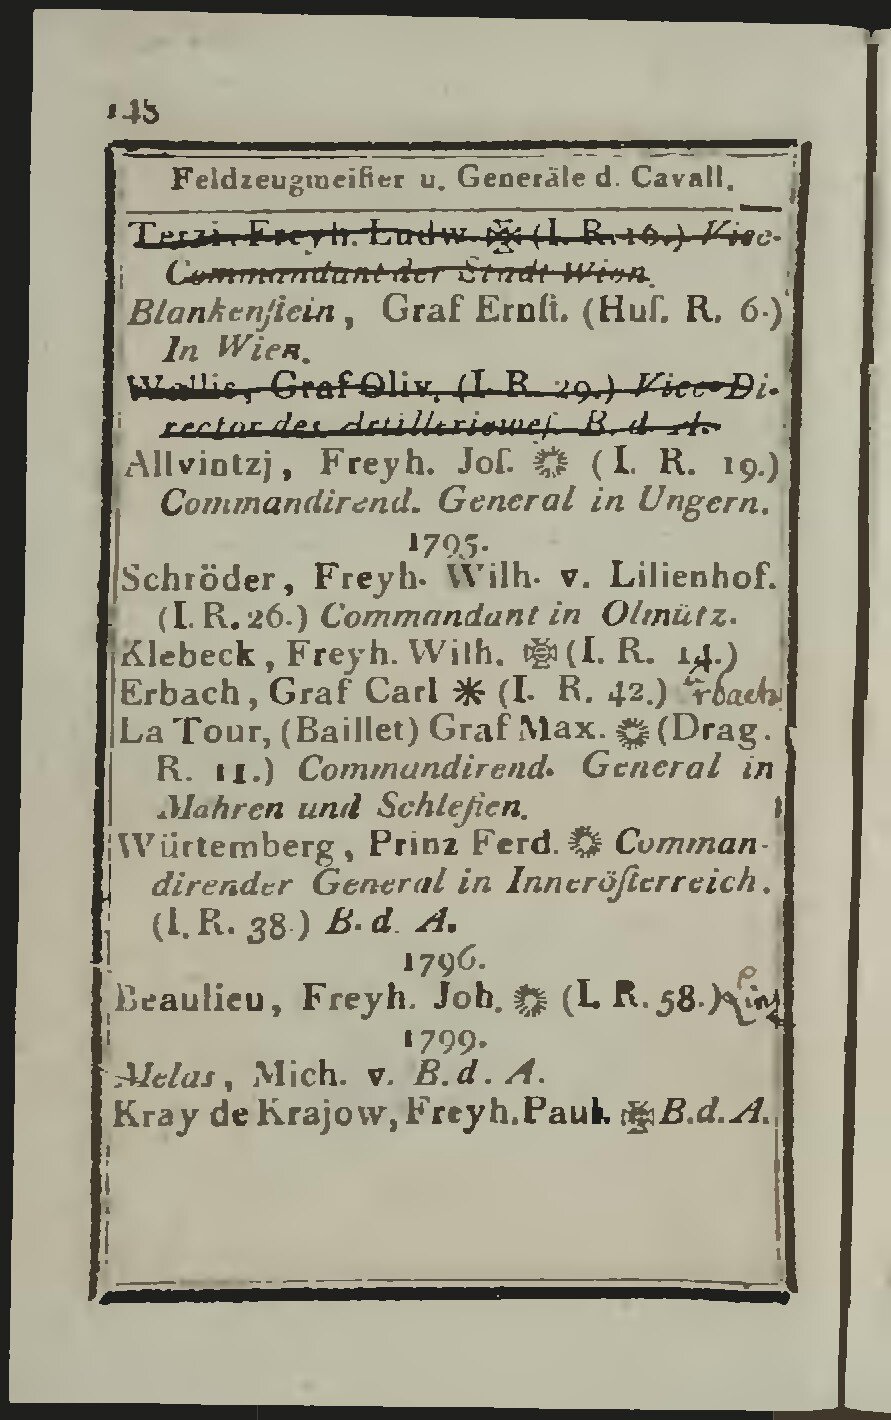 148
Feldzeugmeiſter u. Generäle d. Cavall.
Terzi, Freyh. Ludw. (I. R. 16.) Vice-
Commandant der Stadt Wien.
Blankenſtein, Graf Ernſt. (Huſ. R. 6.)
In Wien.
Wallis, Graf Oliv. (I. R. 29.) Vice-Di-
rector des Artillerieweſ. B. d. A.
Allvintzj, Freyh. Joſ. (I. R. 19.)
Commandirend. General in Ungern.
1795.
Schröder, Freyh. Wilh. v. Lilienhof.
(I. R. 26.) Commandant in Olmütz.
Klebeck, Freyh. Wilh. (I. R. 14.)
Erbach, Graf Carl (I. R. 42.) rbach
La Tour, (Baillet) Graf Max. (Drag.
R. 11.) Commandirend. General in
Mahren und Schleſien.
Würtemberg, Prinz Ferd. Comman-
dirender General in Inneröſterreich.
(I. R. 38.) B. d. A.
1796.
Beaulieu, Freyh. Joh. (I. R. 58.)
1799.
Melas, Mich. v. B. d. A.
Kray de Krajow, Freyh. Paul. B. d. A.